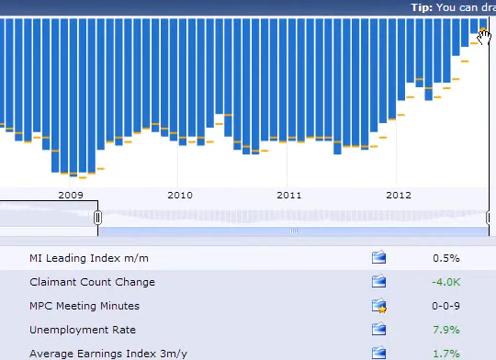 Tip: You can dra
2009 2010 2011 2012
MI Leading Index m/m 0.5%
Claimant Count Change -4.0K
MPC Meeting Minutes 0-0-9
Unemployment Rate 7.9%
Average Earnings Index 3m/y 1.7%